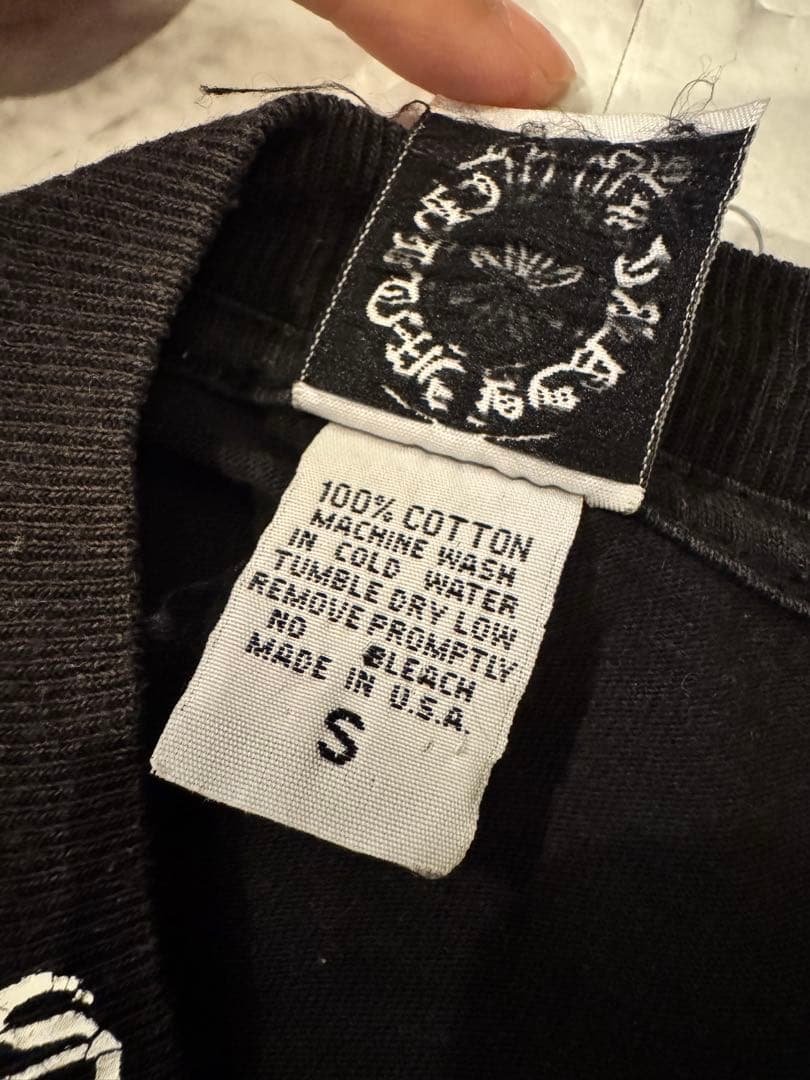 100% COTTON
MACHINE WASH
IN COLD WATER
TUMBLE DRY LOW
REMOVE PROMPTLY
NO BLEACH
MADE IN U.S.A.
S